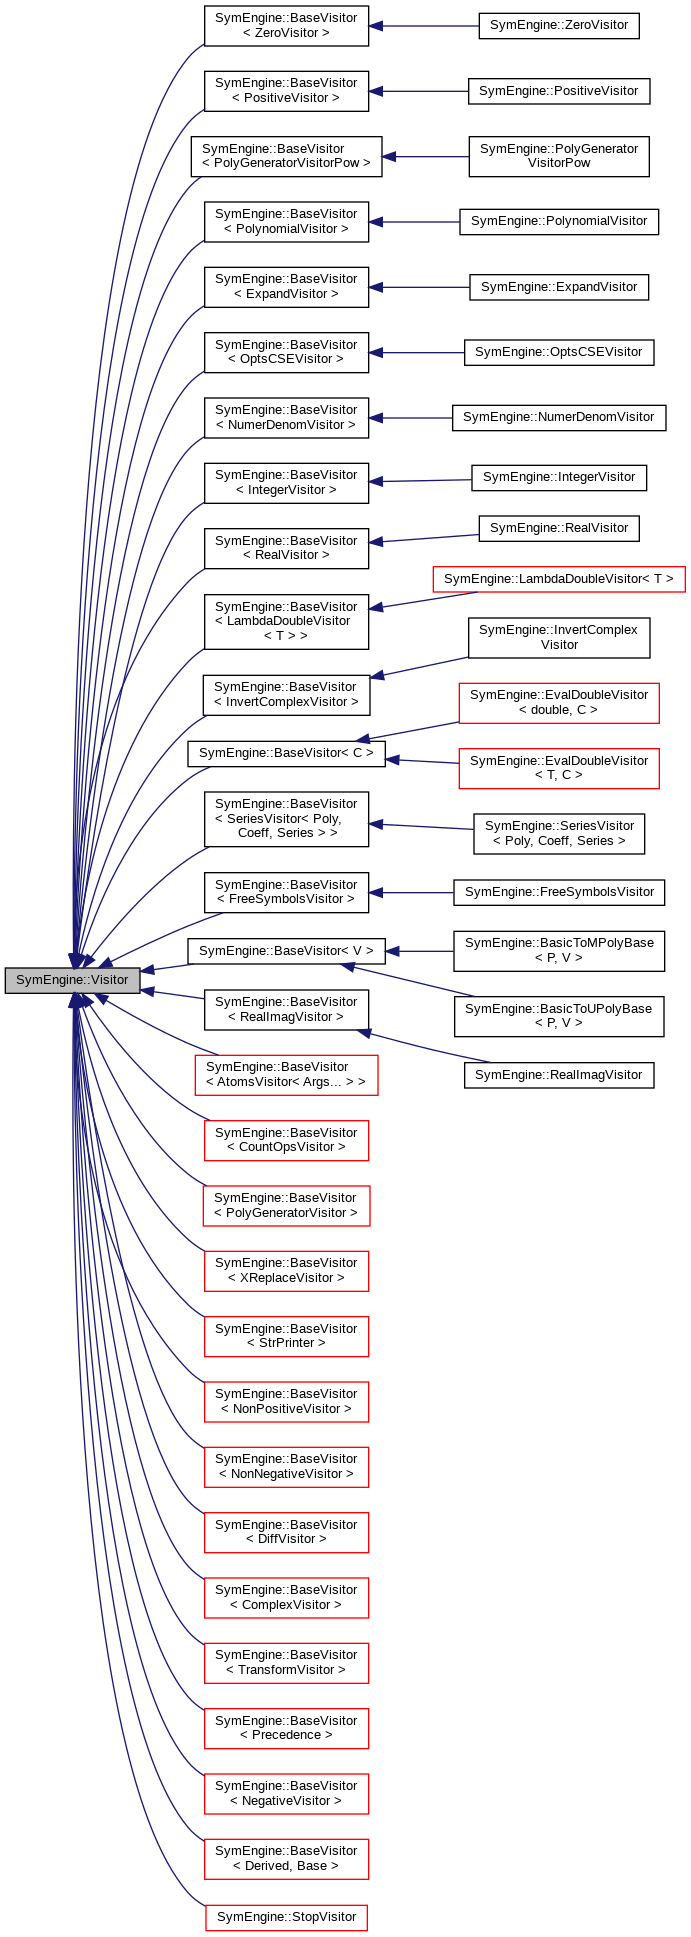 SymEngine::BaseVisitor
< ZeroVisitor >
SymEngine::ZeroVisitor
SymEngine::BaseVisitor
< PositiveVisitor >
SymEngine::PositiveVisitor
SymEngine::BaseVisitor
< PolyGeneratorVisitorPow >
SymEngine::PolyGenerator
VisitorPow
SymEngine::BaseVisitor
< PolynomialVisitor >
SymEngine::PolynomialVisitor
SymEngine::BaseVisitor
< ExpandVisitor >
SymEngine::ExpandVisitor
SymEngine::BaseVisitor
< OptsCSEVisitor >
SymEngine::OptsCSEVisitor
SymEngine::BaseVisitor
< NumerDenomVisitor >
SymEngine::NumerDenomVisitor
SymEngine::BaseVisitor
< IntegerVisitor >
SymEngine::IntegerVisitor
SymEngine::BaseVisitor
< RealVisitor >
SymEngine::RealVisitor
SymEngine::BaseVisitor
< LambdaDoubleVisitor
< T > >
SymEngine::LambdaDoubleVisitor< T >
SymEngine::BaseVisitor
< InvertComplexVisitor >
SymEngine::InvertComplex
Visitor
SymEngine::BaseVisitor< C >
SymEngine::EvalDoubleVisitor
< double, C >
SymEngine::EvalDoubleVisitor
< T, C >
SymEngine::BaseVisitor
< SeriesVisitor< Poly,
Coeff, Series > >
SymEngine::SeriesVisitor
< Poly, Coeff, Series >
SymEngine::BaseVisitor
< FreeSymbolsVisitor >
SymEngine::FreeSymbolsVisitor
SymEngine::BaseVisitor< V >
SymEngine::BasicToMPolyBase
< P, V >
SymEngine::Visitor
SymEngine::BaseVisitor
< RealImagVisitor >
SymEngine::BasicToUPolyBase
< P, V >
SymEngine::RealImagVisitor
SymEngine::BaseVisitor
< AtomsVisitor< Args... > >
SymEngine::BaseVisitor
< CountOpsVisitor >
SymEngine::BaseVisitor
< PolyGeneratorVisitor >
SymEngine::BaseVisitor
< XReplaceVisitor >
SymEngine::BaseVisitor
< StrPrinter >
SymEngine::BaseVisitor
< NonPositiveVisitor >
SymEngine::BaseVisitor
< NonNegativeVisitor >
SymEngine::BaseVisitor
< DiffVisitor >
SymEngine::BaseVisitor
< ComplexVisitor >
SymEngine::BaseVisitor
< TransformVisitor >
SymEngine::BaseVisitor
< Precedence >
SymEngine::BaseVisitor
< NegativeVisitor >
SymEngine::BaseVisitor
< Derived, Base >
SymEngine::StopVisitor